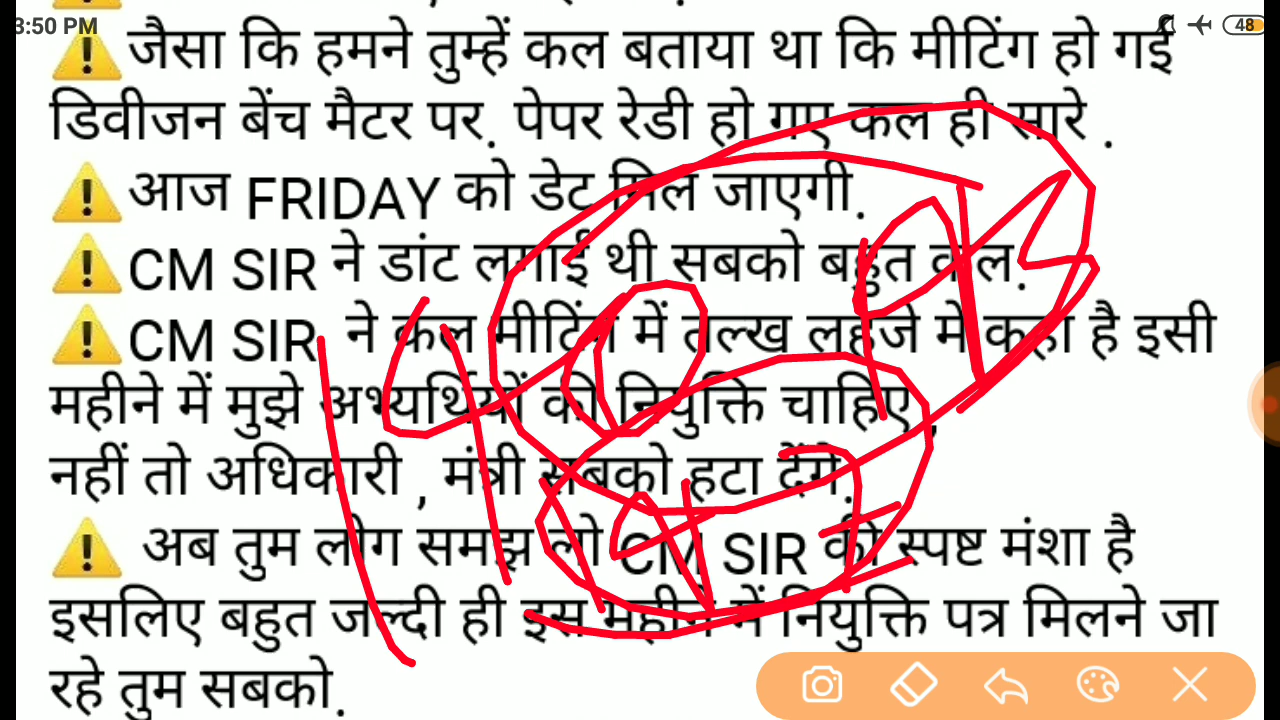 3:50 PM
48
⚠️जैसा कि हमने तुम्हें कल बताया था कि मीटिंग हो गई
डिवीजन बेंच मैटर पर. पेपर रेडी हो गए कल ही सारे .
⚠️आज FRIDAY को डेट मिल जाएगी.
⚠️CM SIR ने डांट लगाई थी सबको बहुत कल.
⚠️CM SIR ने कल मीटिंग में तल्ख लहजे में कहा है इसी
महीने में मुझे अभ्यर्थियों की नियुक्ति चाहिए ,
नहीं तो अधिकारी , मंत्री सबको हटा देंगे.
⚠️ अब तुम लोग समझ लो CM SIR की स्पष्ट मंशा है
इसलिए बहुत जल्दी ही इस महीने में नियुक्ति पत्र मिलने जा
रहे तुम सबको.